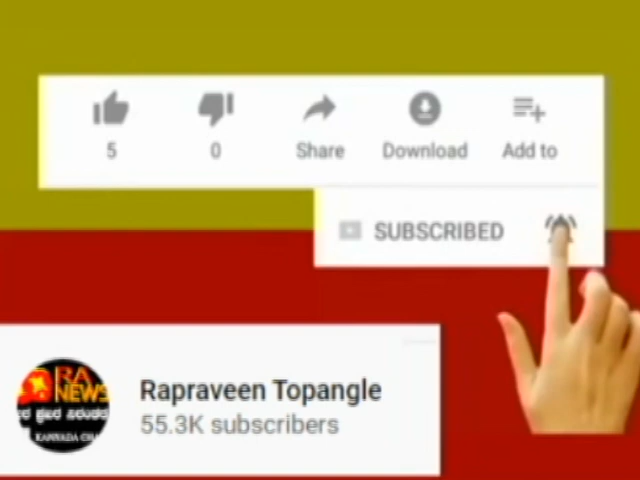 5 0 Share Download Add to
SUBSCRIBED
RA
NEWS
Rapraveen Topangle
55.3K subscribers